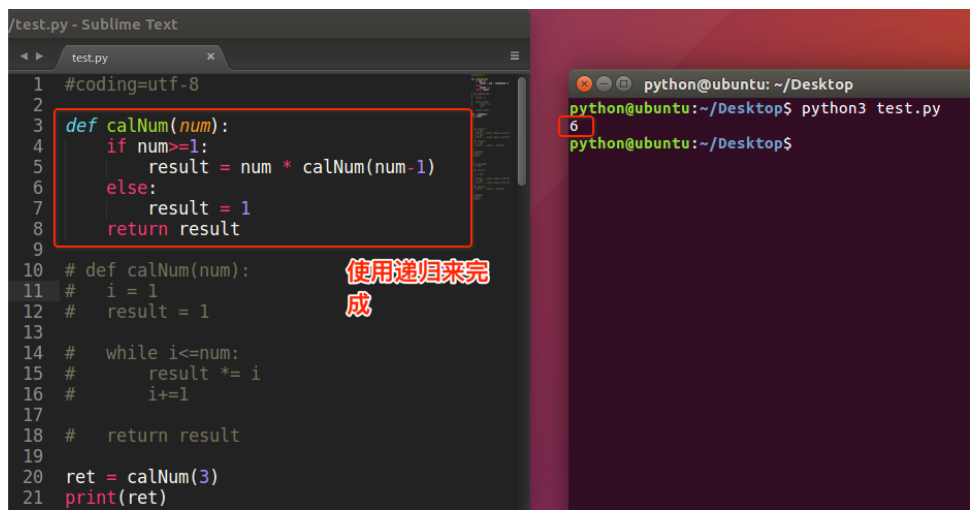 /test.py - Sublime Text
test.py
1 #coding=utf-8
2
3 def calNum(num):
4     if num>=1:
5         result = num * calNum(num-1)
6     else:
7         result = 1
8     return result
9
10 # def calNum(num):
11 #   i = 1
12 #   result = 1
13
14 #   while i<=num:
15 #       result *= i
16 #       i+=1
17
18 #   return result
19
20 ret = calNum(3)
21 print(ret)
使用递归来完
成
python@ubuntu: ~/Desktop
python@ubuntu:~/Desktop$ python3 test.py
6
python@ubuntu:~/Desktop$